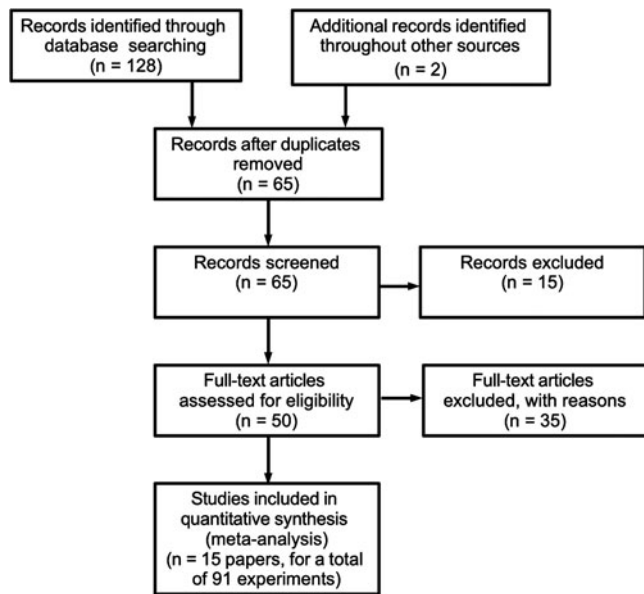 Records identified through
database searching
(n = 128)
Additional records identified
throughout other sources
(n = 2)
Records after duplicates
removed
(n = 65)
Records screened
(n = 65)
Records excluded
(n = 15)
Full-text articles
assessed for eligibility
(n = 50)
Full-text articles
excluded, with reasons
(n = 35)
Studies included in
quantitative synthesis
(meta-analysis)
(n = 15 papers, for a total
of 91 experiments)